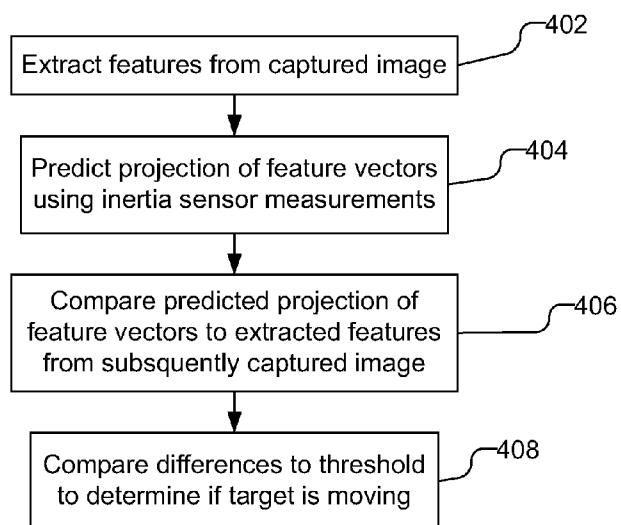 402
Extract features from captured image
404
Predict projection of feature vectors
using inertia sensor measurements
406
Compare predicted projection of
feature vectors to extracted features
from subsquently captured image
408
Compare differences to threshold
to determine if target is moving